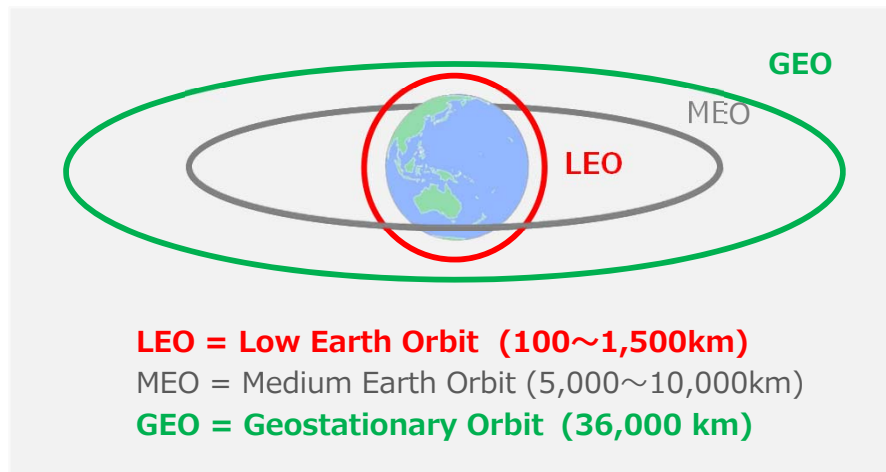 GEO
MEO
LEO
LEO = Low Earth Orbit (100～1,500km)
MEO = Medium Earth Orbit (5,000～10,000km)
GEO = Geostationary Orbit (36,000 km)